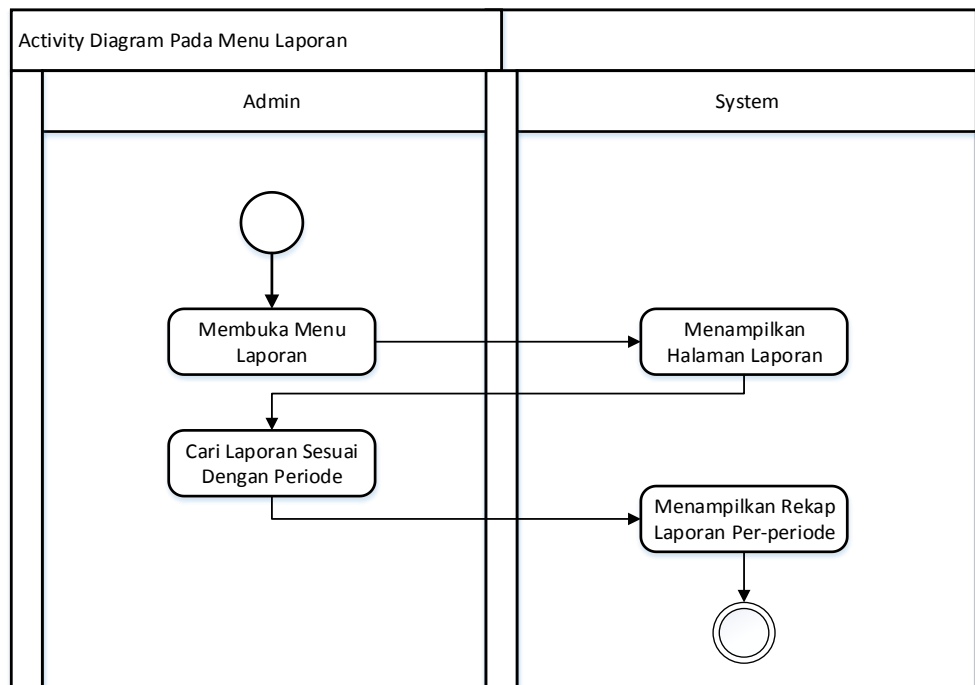 Activity Diagram Pada Menu Laporan
Admin
System
Membuka Menu
Laporan
Menampilkan
Halaman Laporan
Cari Laporan Sesuai
Dengan Periode
Menampilkan Rekap
Laporan Per-periode